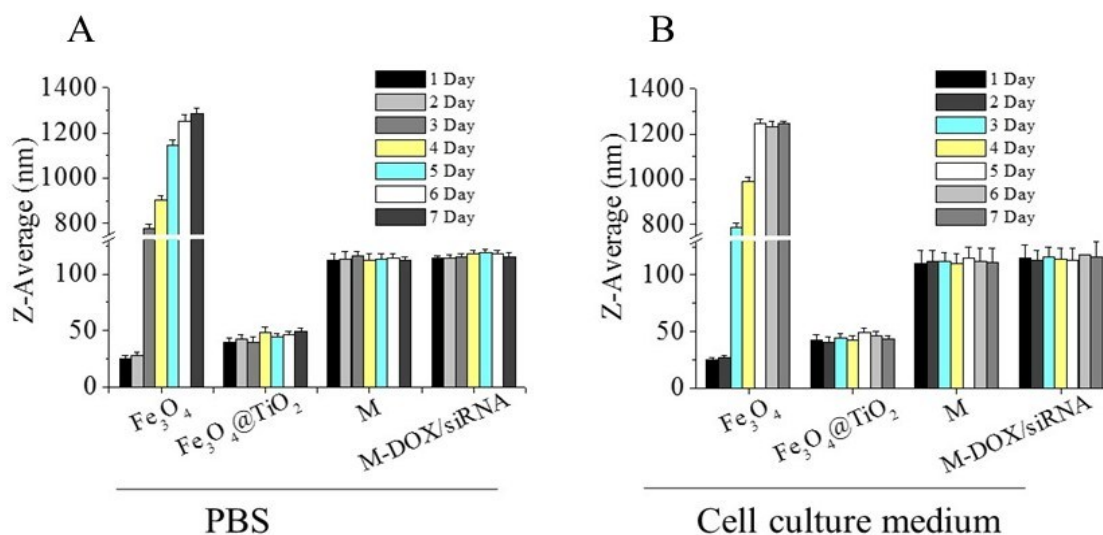 A
Z-Average (nm)
1400
1200
1000
800
100
50
0
1 Day
2 Day
3 Day
4 Day
5 Day
6 Day
7 Day
Fe3O4
Fe3O4@TiO2
M
M-DOX/siRNA
PBS
B
Z-Average (nm)
1400
1200
1000
800
100
50
0
1 Day
2 Day
3 Day
4 Day
5 Day
6 Day
7 Day
Fe3O4
Fe3O4@TiO2
M
M-DOX/siRNA
Cell culture medium